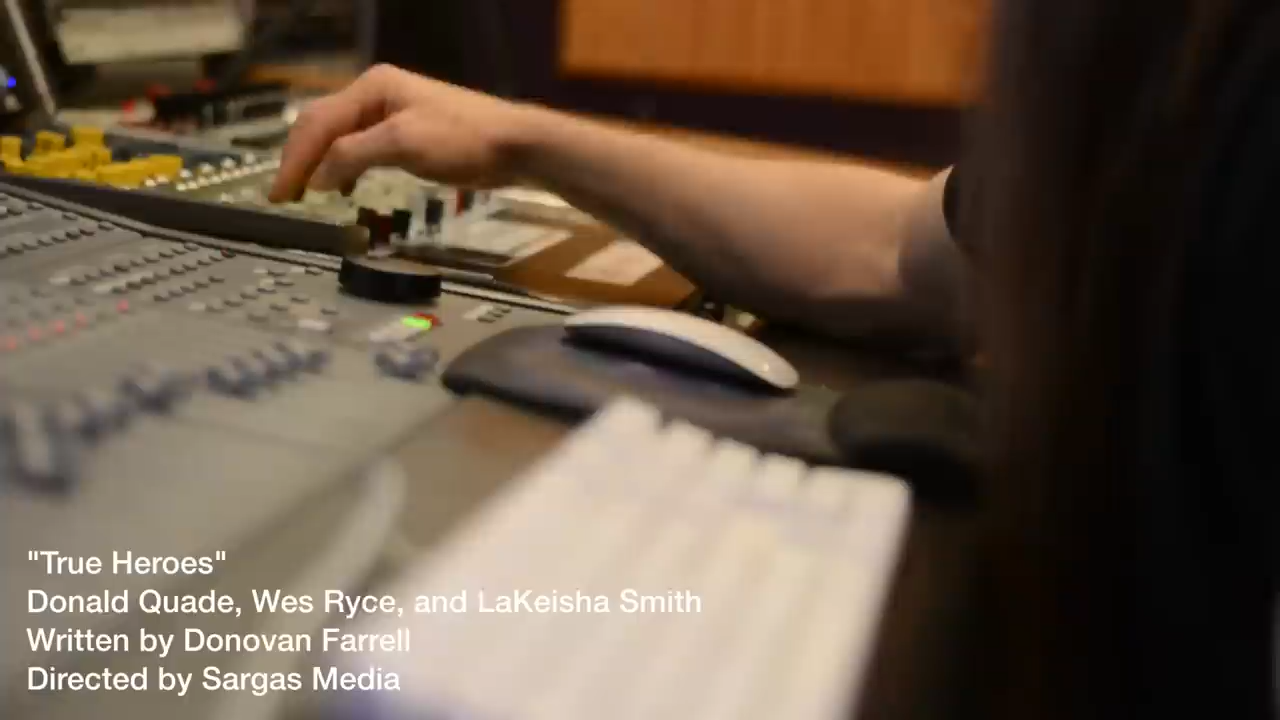 "True Heroes"
Donald Quade, Wes Ryce, and LaKeisha Smith
Written by Donovan Farrell
Directed by Sargas Media